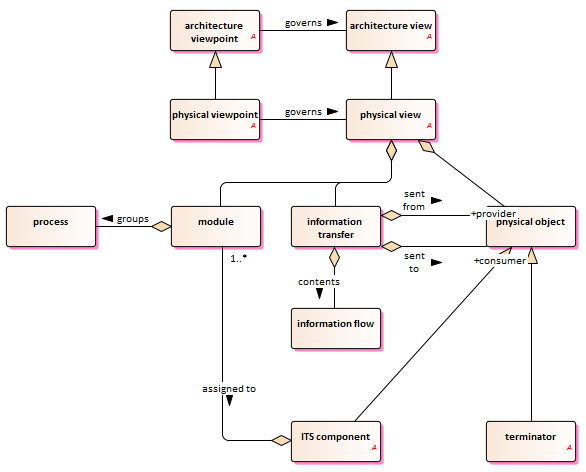 architecture
viewpoint
A
governs
architecture view
A
physical viewpoint
A
governs
physical view
A
process
groups
module
information
transfer
sent
from
+provider
physical object
sent
to
+consumer
1..*
contents
information flow
assigned to
ITS component
A
terminator
A